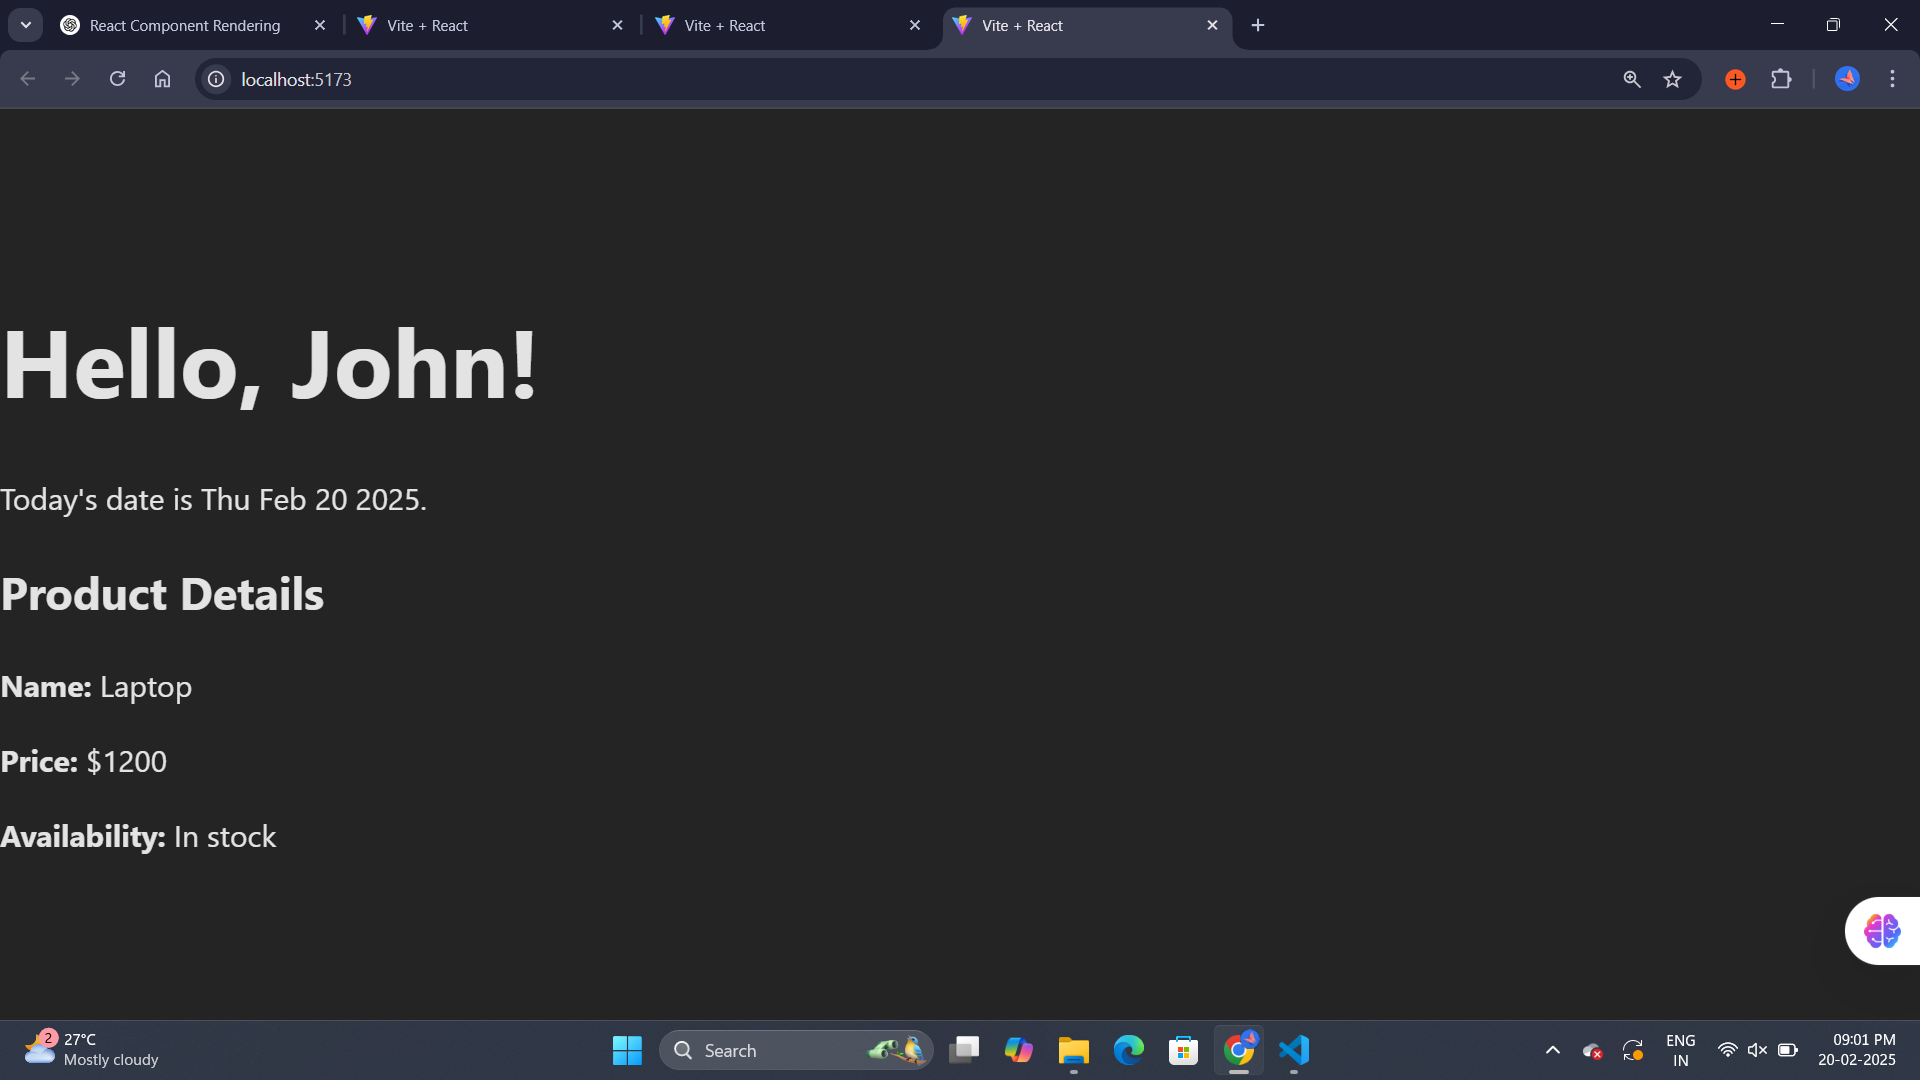 React Component Rendering
Vite + React
Vite + React
Vite + React
localhost:5173
Hello, John!
Today's date is Thu Feb 20 2025.
Product Details
Name: Laptop
Price: $1200
Availability: In stock
2
27°C
Mostly cloudy
Search
ENG
IN
09:01 PM
20-02-2025